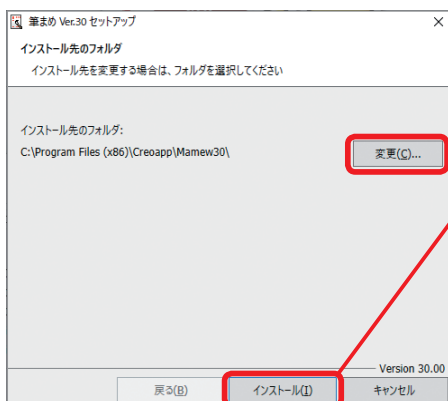 筆まめ Ver.30 セットアップ
インストール先のフォルダ
インストール先を変更する場合は、フォルダを選択してください
インストール先のフォルダ:
C:\Program Files (x86)\Creoapp\Mamew30\
変更(C)...
Version 30.00
戻る(B)
インストール(I)
キャンセル